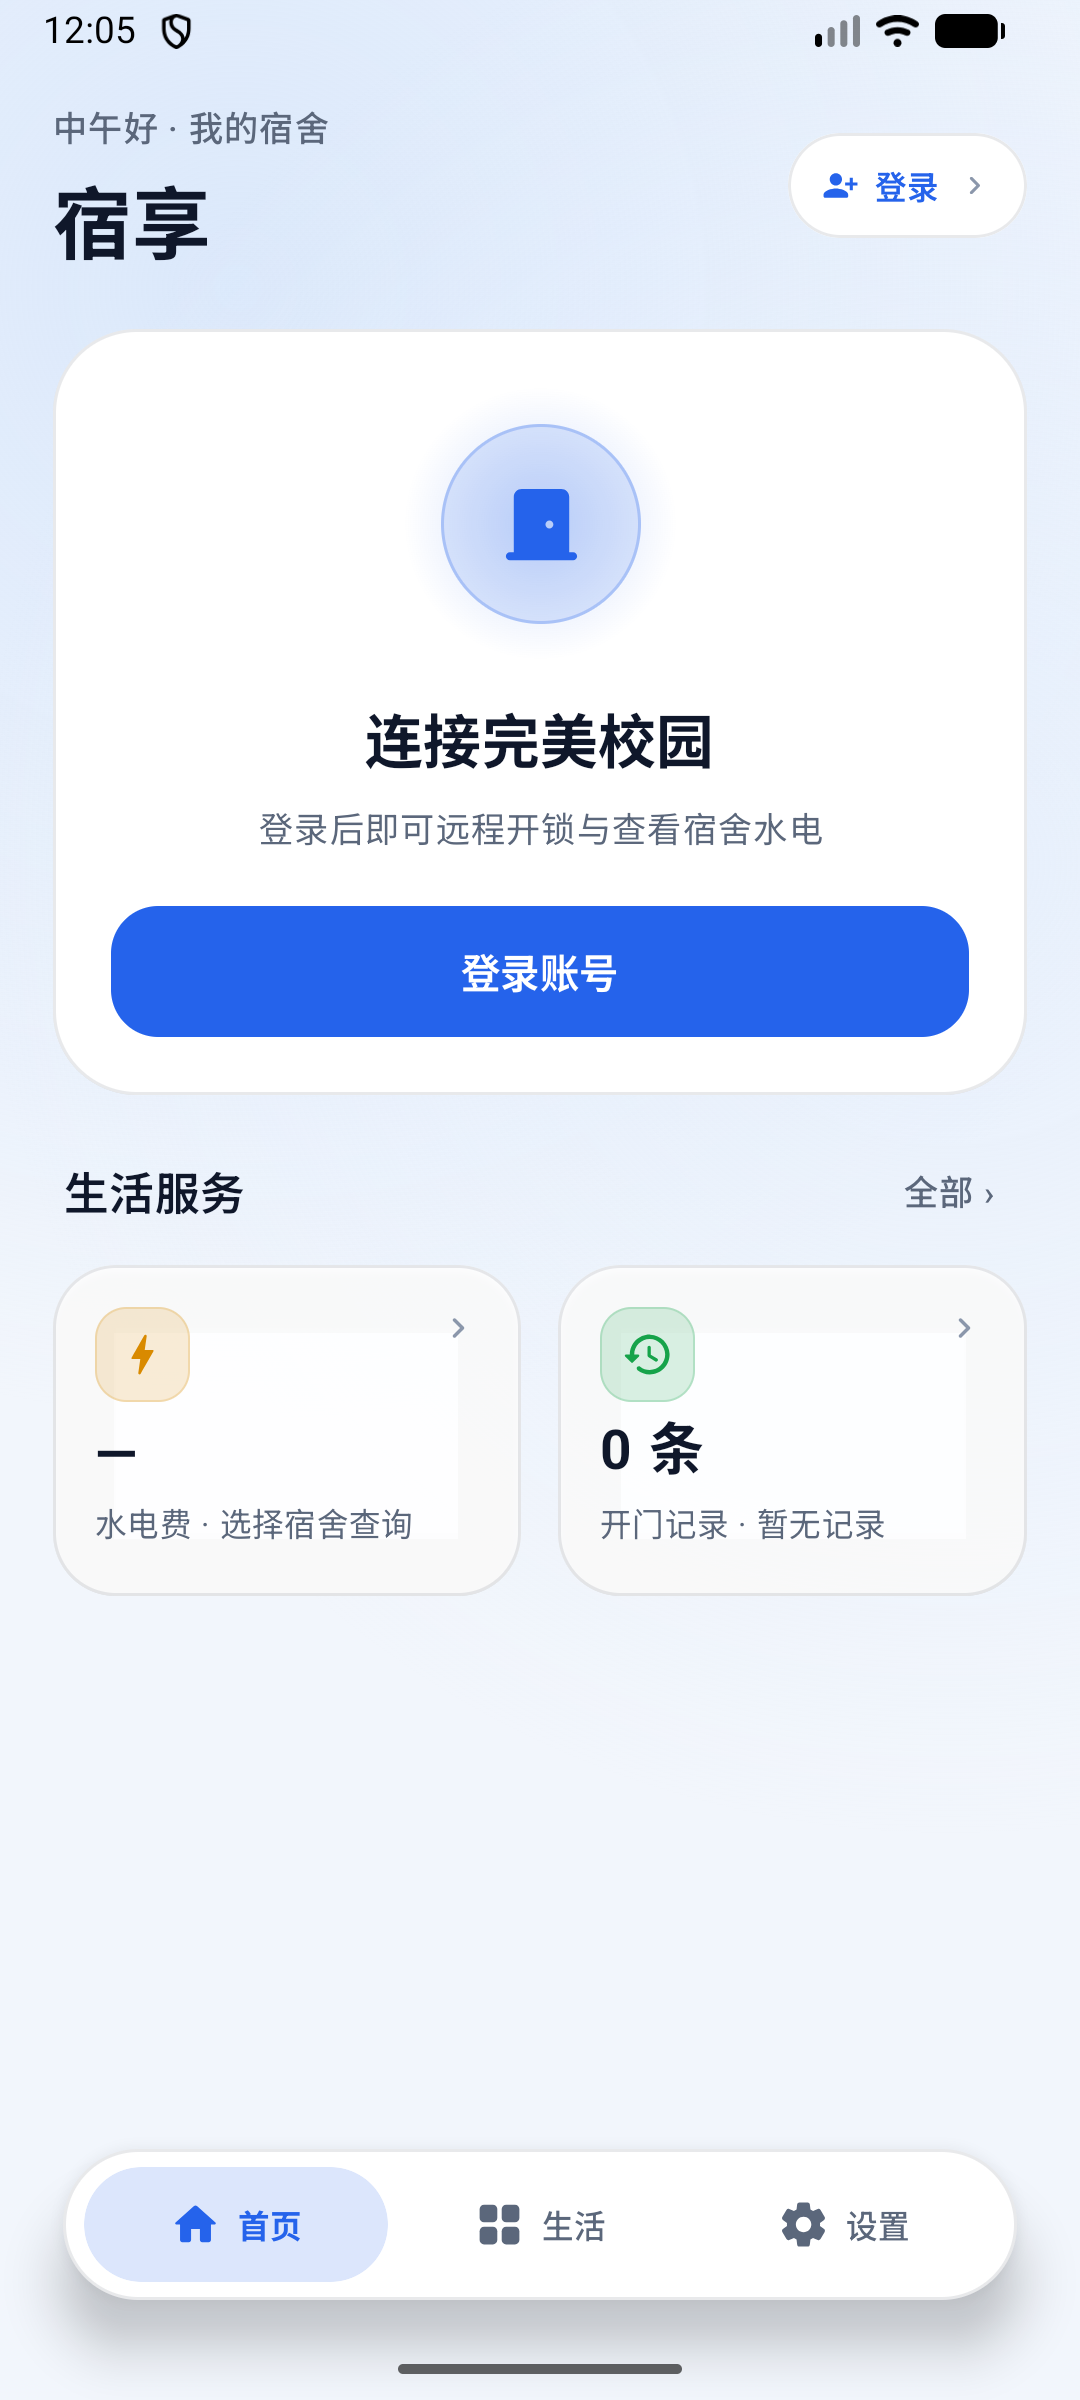 12:05
中午好 · 我的宿舍
宿享
登录
连接完美校园
登录后即可远程开锁与查看宿舍水电
登录账号
生活服务
全部 ›
—
水电费 · 选择宿舍查询
0 条
开门记录 · 暂无记录
首页
生活
设置